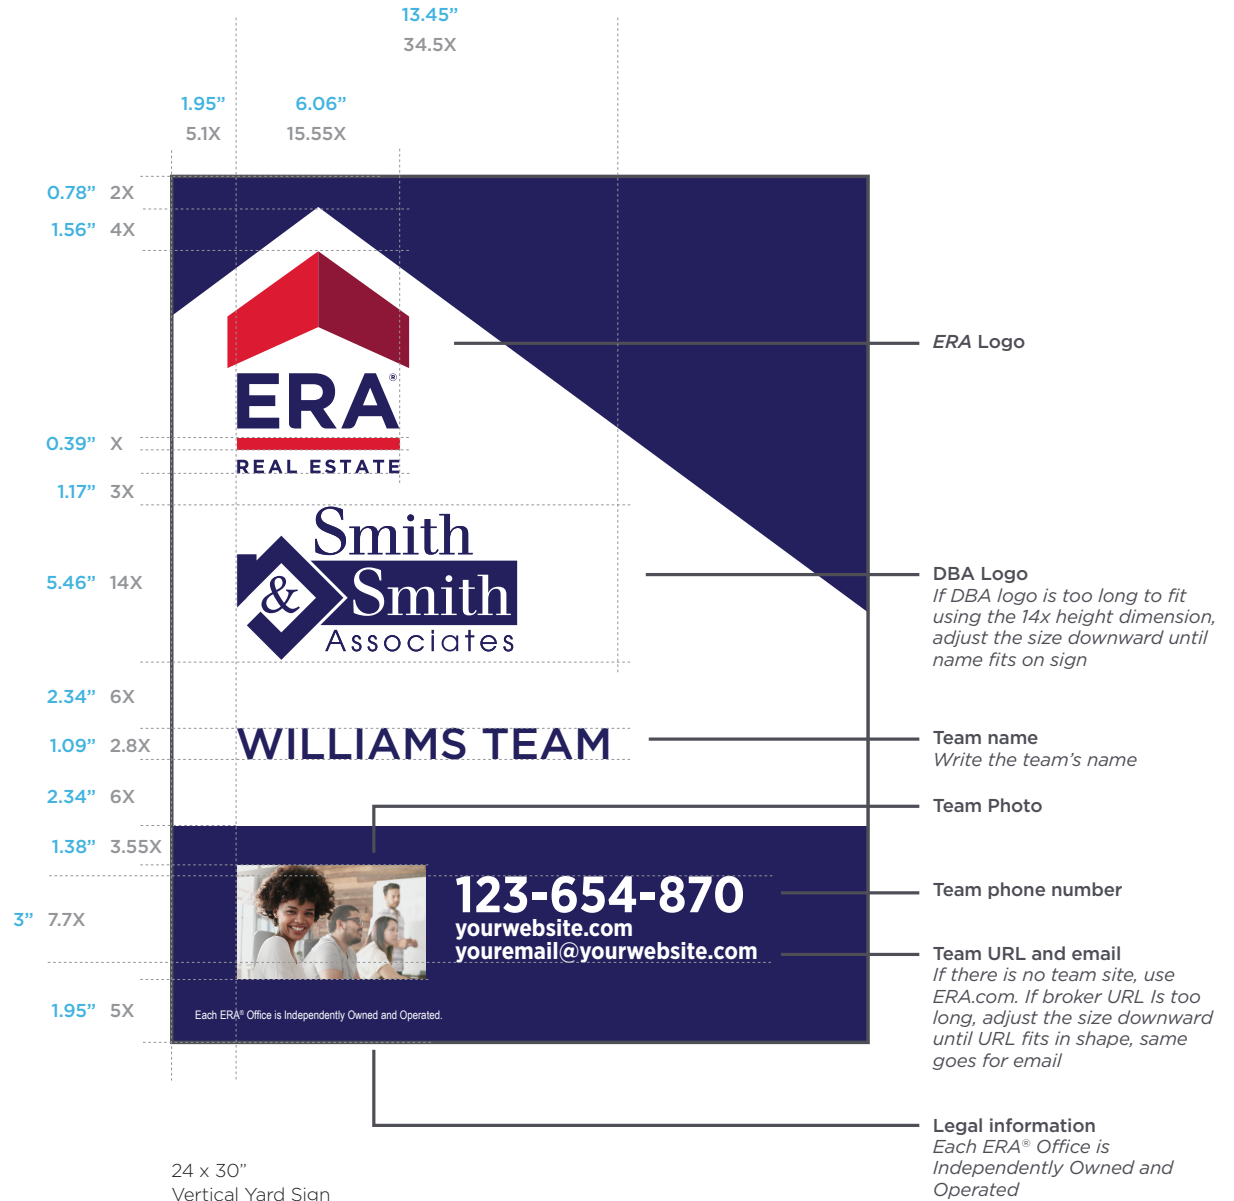 13.45”
34.5X
1.95”
6.06”
5.1X
15.55X
0.78” 2X
1.56” 4X
ERA®
REAL ESTATE
ERA Logo
0.39” X
1.17” 3X
Smith
& Smith
Associates
5.46” 14X
DBA Logo
If DBA logo is too long to fit
using the 14x height dimension,
adjust the size downward until
name fits on sign
2.34” 6X
1.09” 2.8X
WILLIAMS TEAM
Team name
Write the team’s name
2.34” 6X
Team Photo
1.38” 3.55X
3” 7.7X
123-654-870
yourwebsite.com
youremail@yourwebsite.com
Team phone number
Team URL and email
If there is no team site, use
ERA.com. If broker URL Is too
long, adjust the size downward
until URL fits in shape, same
goes for email
1.95” 5X
Each ERA® Office is Independently Owned and Operated.
Legal information
Each ERA® Office is
Independently Owned and
Operated
24 x 30”
Vertical Yard Sign